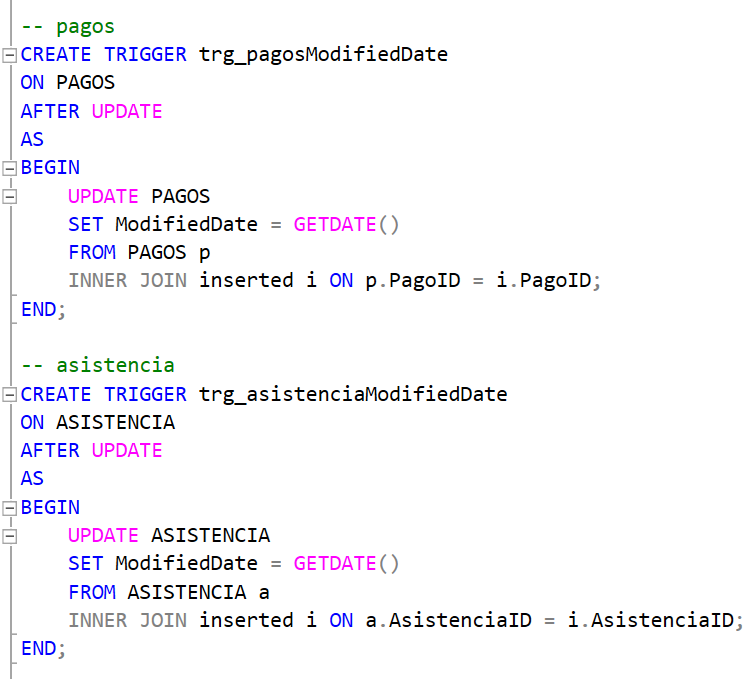 -- pagos
CREATE TRIGGER trg_pagosModifiedDate
ON PAGOS
AFTER UPDATE
AS
BEGIN
    UPDATE PAGOS
    SET ModifiedDate = GETDATE()
    FROM PAGOS p
    INNER JOIN inserted i ON p.PagoID = i.PagoID;
END;

-- asistencia
CREATE TRIGGER trg_asistenciaModifiedDate
ON ASISTENCIA
AFTER UPDATE
AS
BEGIN
    UPDATE ASISTENCIA
    SET ModifiedDate = GETDATE()
    FROM ASISTENCIA a
    INNER JOIN inserted i ON a.AsistenciaID = i.AsistenciaID;
END;